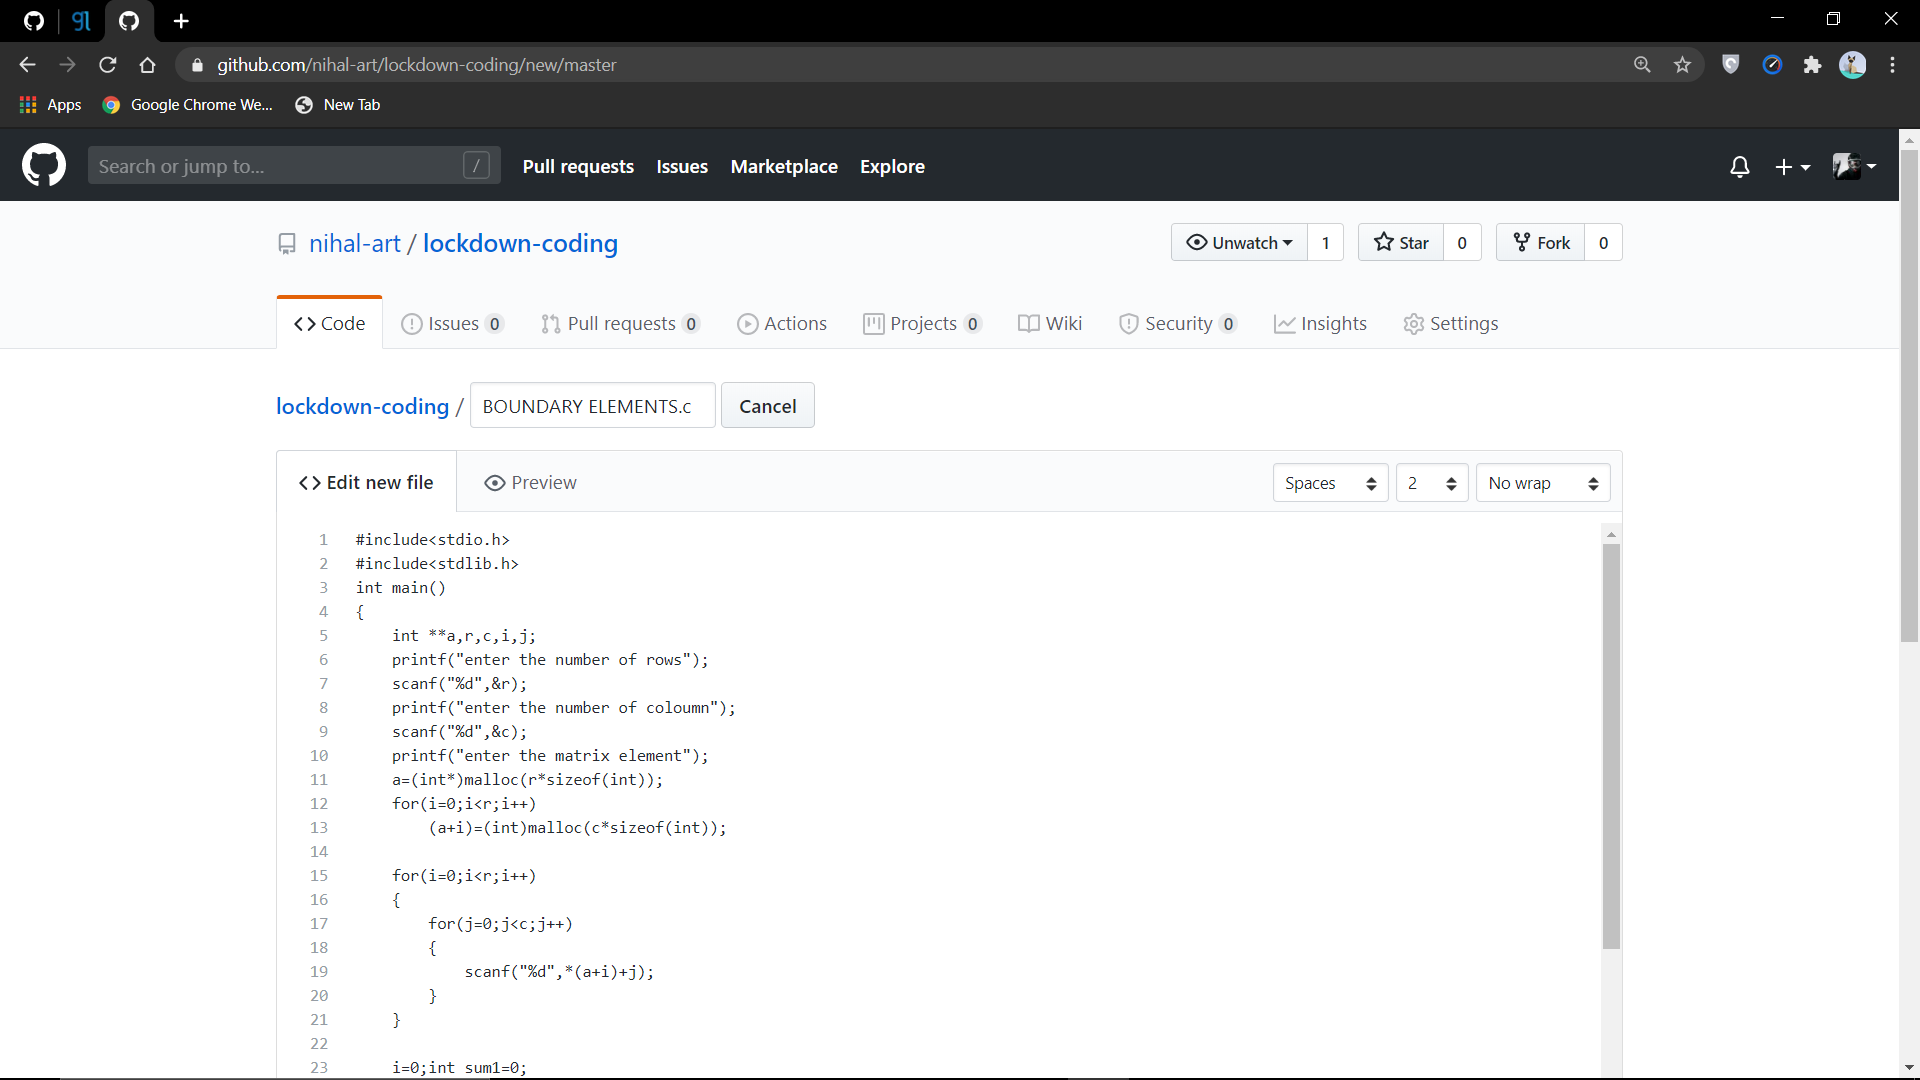 gl
github.com/nihal-art/lockdown-coding/new/master
Apps Google Chrome We... New Tab
Search or jump to... / Pull requests Issues Marketplace Explore
nihal-art / lockdown-coding Unwatch 1 Star 0 Fork 0
Code Issues 0 Pull requests 0 Actions Projects 0 Wiki Security 0 Insights Settings
lockdown-coding / BOUNDARY ELEMENTS.c Cancel
Edit new file Preview Spaces 2 No wrap
1 #include<stdio.h>
2 #include<stdlib.h>
3 int main()
4 {
5 int **a,r,c,i,j;
6 printf("enter the number of rows");
7 scanf("%d",&r);
8 printf("enter the number of coloumn");
9 scanf("%d",&c);
10 printf("enter the matrix element");
11 a=(int*)malloc(r*sizeof(int));
12 for(i=0;i<r;i++)
13 (a+i)=(int)malloc(c*sizeof(int));
14
15 for(i=0;i<r;i++)
16 {
17 for(j=0;j<c;j++)
18 {
19 scanf("%d",*(a+i)+j);
20 }
21 }
22
23 i=0;int sum1=0;